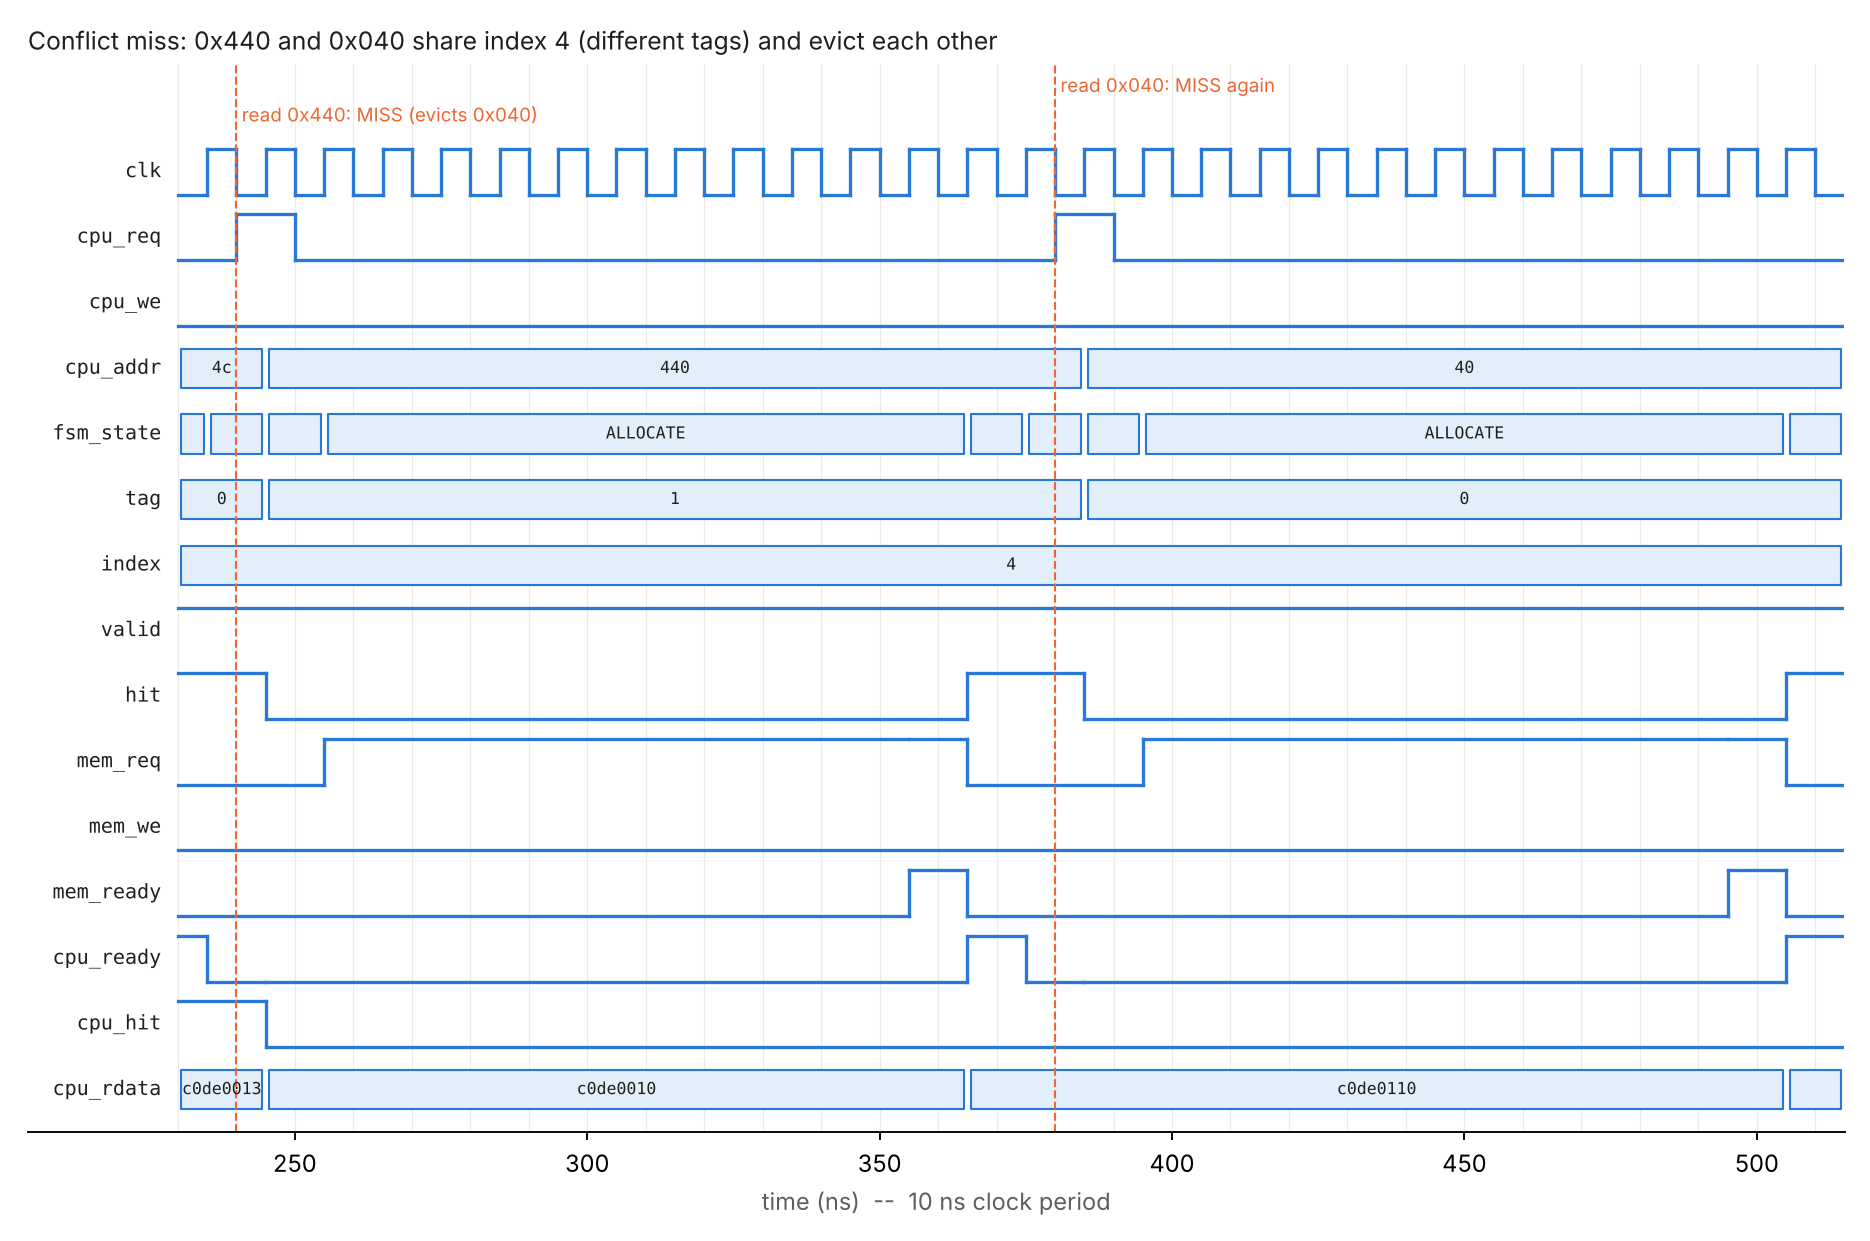 Conflict miss: 0x440 and 0x040 share index 4 (different tags) and evict each other
read 0x040: MISS again
read 0x440: MISS (evicts 0x040)
clk
cpu_req
cpu_we
cpu_addr 4c 440 40
fsm_state ALLOCATE ALLOCATE
tag 0 1 0
index 4
valid
hit
mem_req
mem_we
mem_ready
cpu_ready
cpu_hit
cpu_rdata c0de0013 c0de0010 c0de0110
250 300 350 400 450 500
time (ns) -- 10 ns clock period